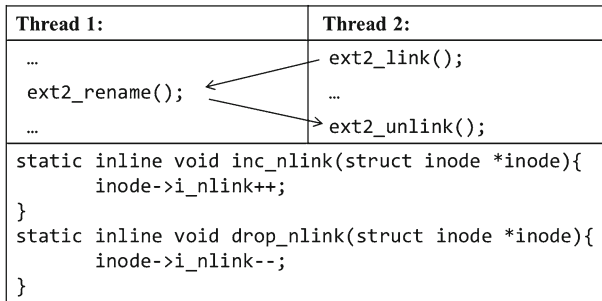 Thread 1: Thread 2:
… ext2_link();
ext2_rename(); …
… ext2_unlink();
static inline void inc_nlink(struct inode *inode){
inode->i_nlink++;
}
static inline void drop_nlink(struct inode *inode){
inode->i_nlink--;
}